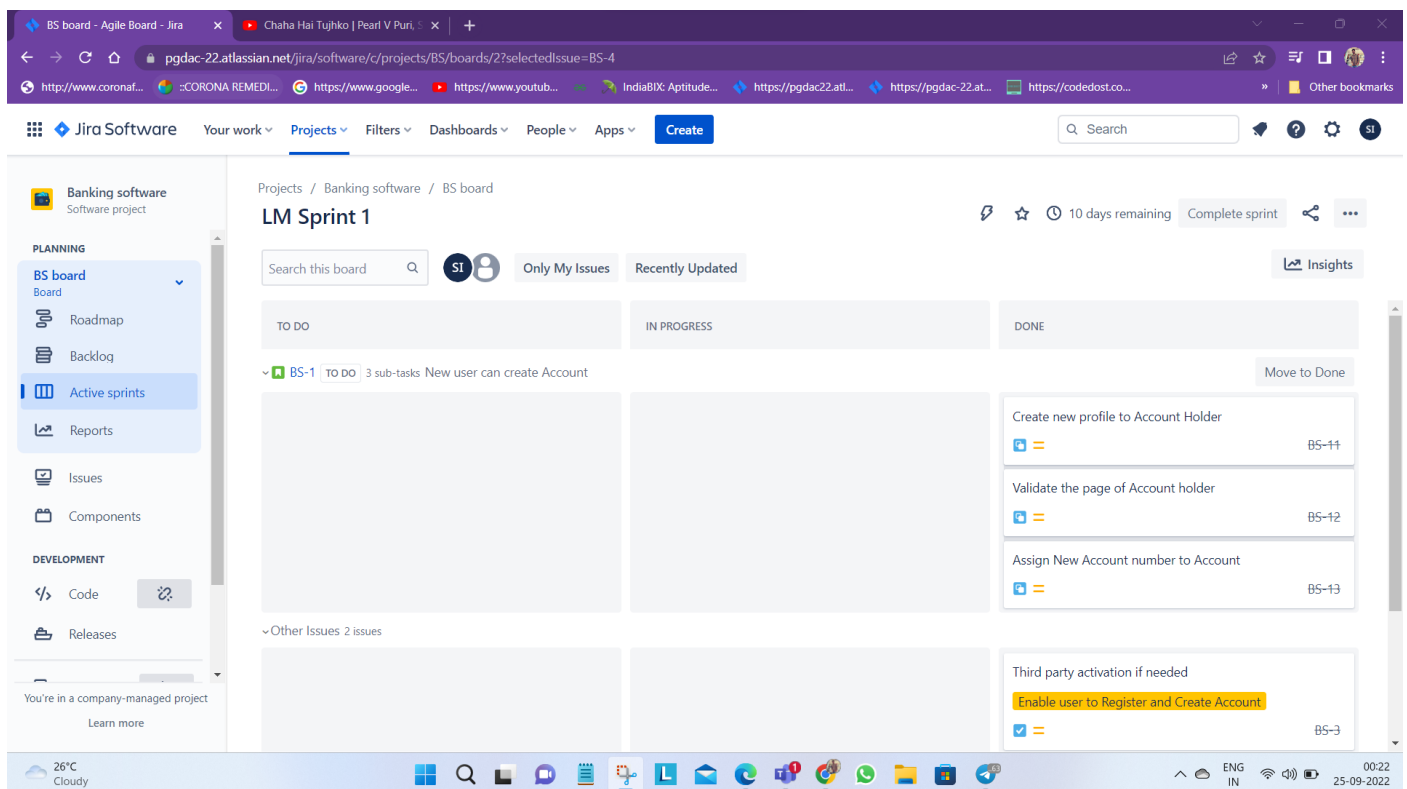 BS board - Agile Board - Jira
Chaha Hai Tujhko | Pearl V Puri, S
pgdac-22.atlassian.net/jira/software/c/projects/BS/boards/2?selectedIssue=BS-4
http://www.coronaf...
::CORONA REMEDI...
https://www.google...
https://www.youtub...
IndiaBIX: Aptitude...
https://pgdac22.atl...
https://pgdac-22.at...
https://codedost.co...
»
Other bookmarks
Jira Software
Your work
Projects
Filters
Dashboards
People
Apps
Create
Search
SI
Banking software
Software project
PLANNING
BS board
Board
Roadmap
Backlog
Active sprints
Reports
Issues
Components
DEVELOPMENT
Code
Releases
You're in a company-managed project
Learn more
Projects / Banking software / BS board
LM Sprint 1
10 days remaining
Complete sprint
Search this board
SI
Only My Issues
Recently Updated
Insights
TO DO
IN PROGRESS
DONE
BS-1 TO DO 3 sub-tasks New user can create Account
Move to Done
Create new profile to Account Holder
BS-11
Validate the page of Account holder
BS-12
Assign New Account number to Account
BS-13
Other Issues 2 issues
Third party activation if needed
Enable user to Register and Create Account
BS-3
26°C
Cloudy
ENG
IN
00:22
25-09-2022